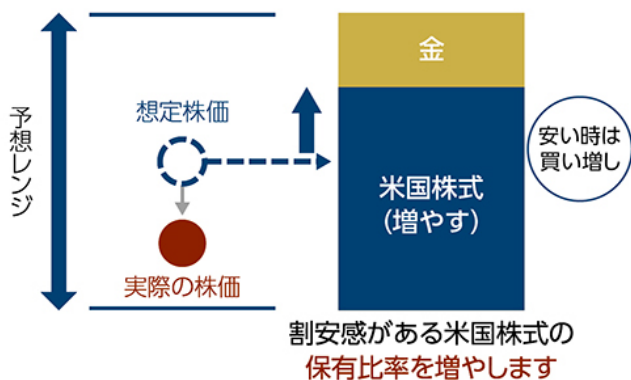 予想レンジ
想定株価
実際の株価
金
米国株式
(増やす)
安い時は
買い増し
割安感がある米国株式の
保有比率を増やします